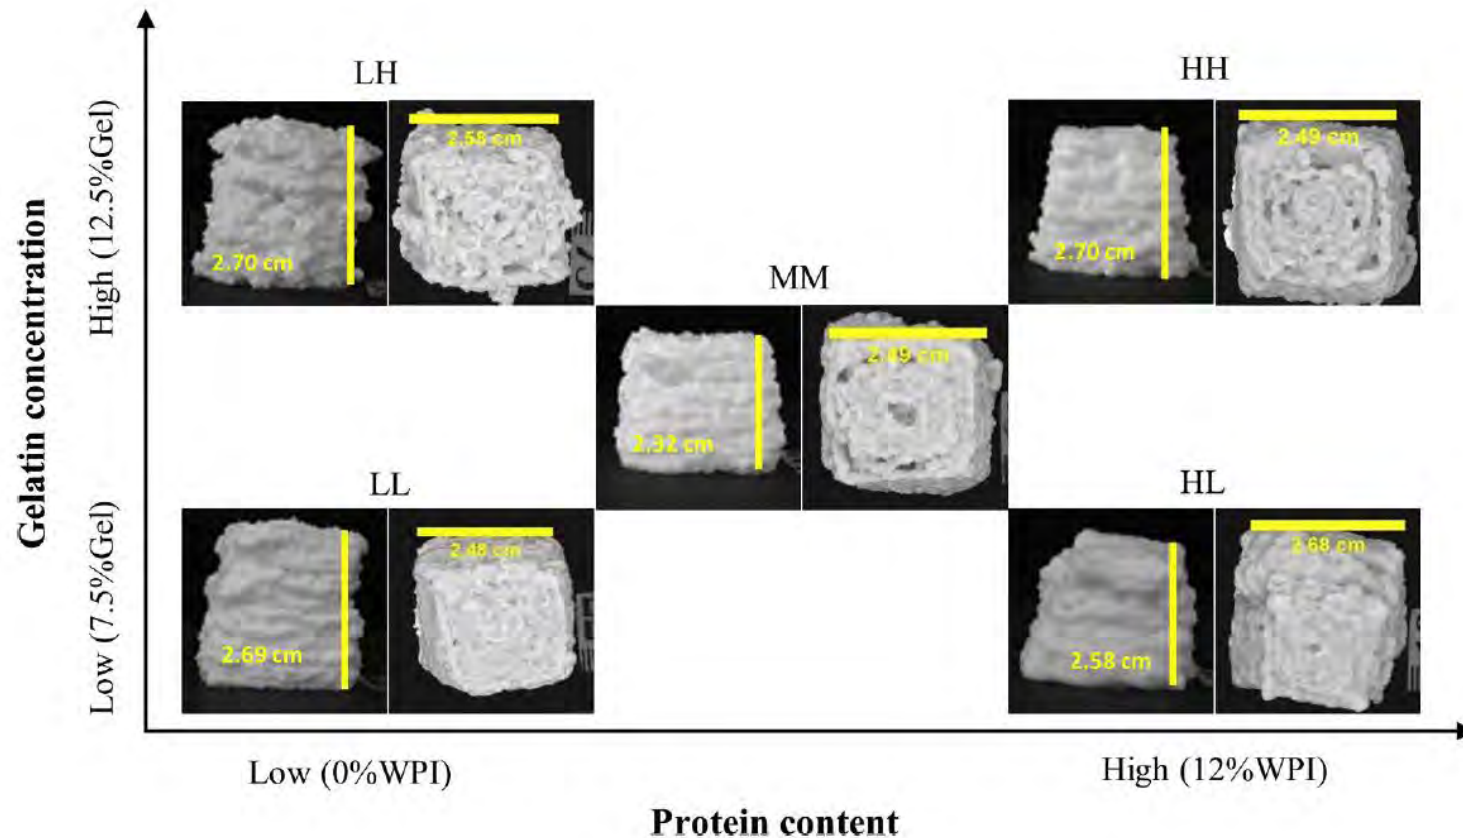 LH
HH
2.58 cm
2.49 cm
2.70 cm
2.70 cm
High (12.5%Gel)
Gelatin concentration
MM
2.49 cm
2.32 cm
LL
HL
2.48 cm
2.68 cm
2.69 cm
2.58 cm
Low (7.5%Gel)
Low (0%WPI)
High (12%WPI)
Protein content